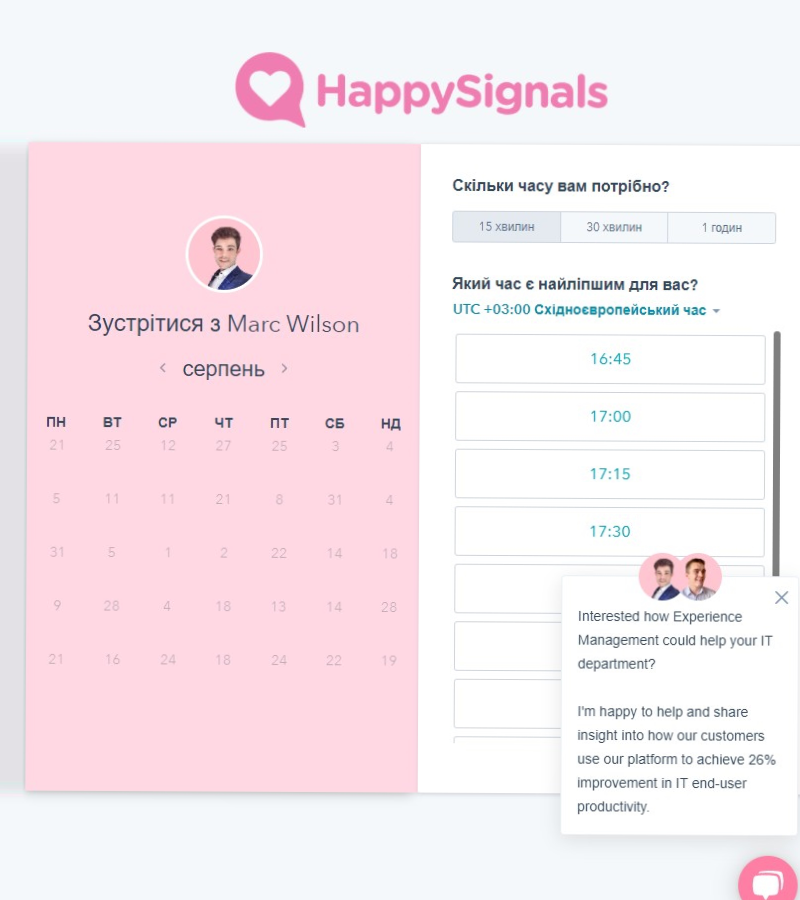 HappySignals
Зустрітися з Marc Wilson
серпень
ПН ВТ СР ЧТ ПТ СБ НД
21 25 12 27 25 3 4
5 11 11 21 8 31 4
31 5 1 2 22 14 18
9 28 4 18 13 14 28
21 16 24 18 24 22 19
Скільки часу вам потрібно?
15 хвилин 30 хвилин 1 годин
Який час є найліпшим для вас?
UTC +03:00 Східноєвропейський час
16:45
17:00
17:15
17:30
Interested how Experience
Management could help your IT
department?
I'm happy to help and share
insight into how our customers
use our platform to achieve 26%
improvement in IT end-user
productivity.